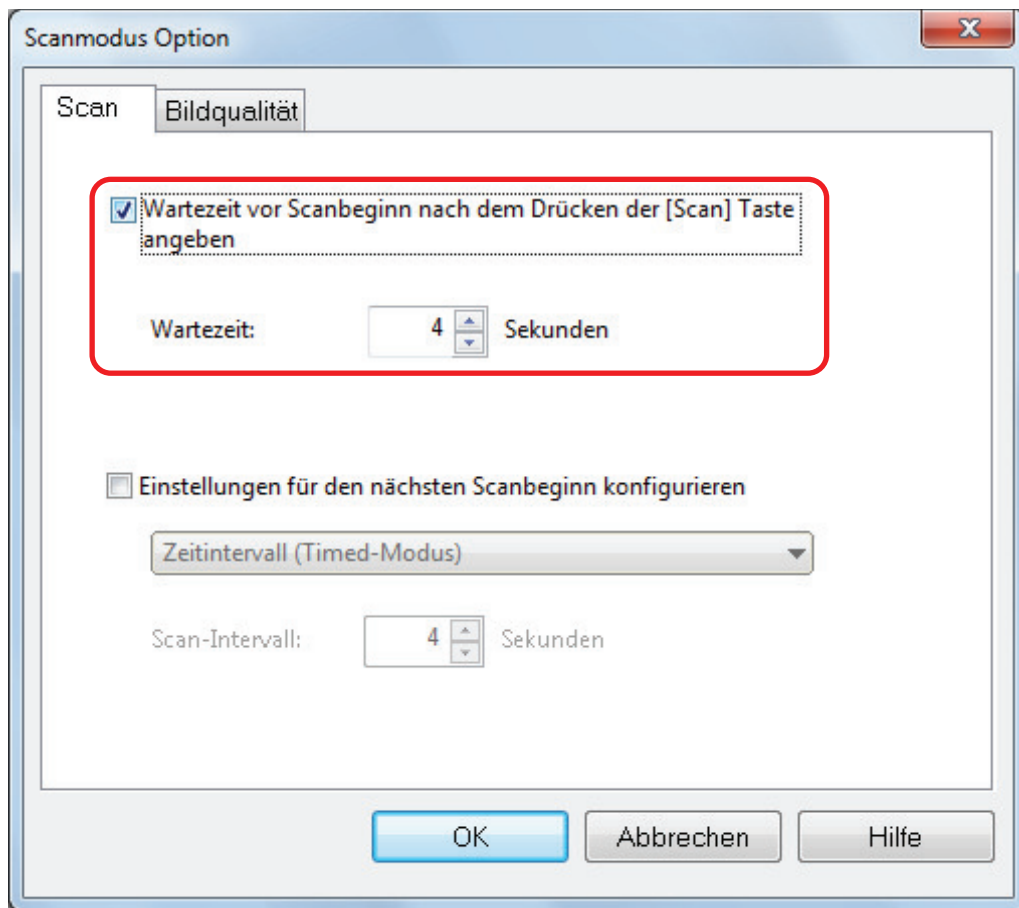 Scanmodus Option
Scan
Bildqualität
Wartezeit vor Scanbeginn nach dem Drücken der [Scan] Taste
angeben
Wartezeit: 4 Sekunden
Einstellungen für den nächsten Scanbeginn konfigurieren
Zeitintervall (Timed-Modus)
Scan-Intervall: 4 Sekunden
OK Abbrechen Hilfe